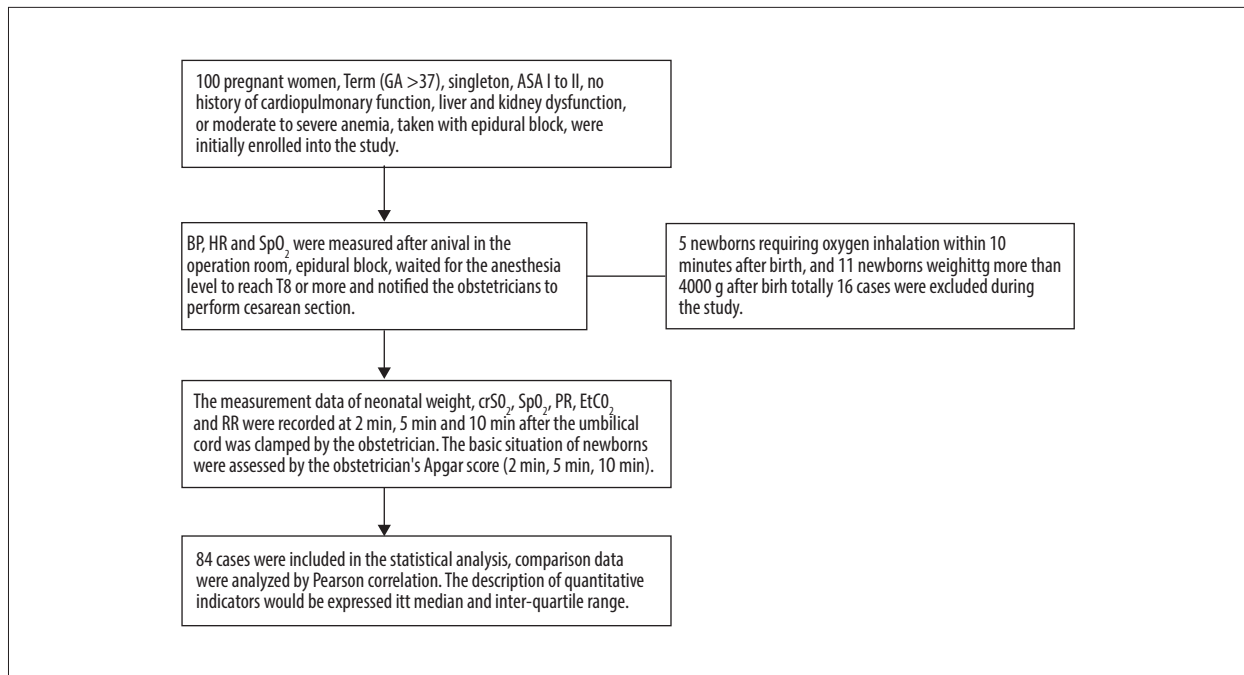 100 pregnant women, Term (GA >37), singleton, ASA I to II, no
history of cardiopulmonary function, liver and kidney dysfunction,
or moderate to severe anemia, taken with epidural block, were
initially enrolled into the study.
BP, HR and SpO₂ were measured after anival in the
operation room, epidural block, waited for the anesthesia
level to reach T8 or more and notified the obstetricians to
perform cesarean section.
5 newborns requiring oxygen inhalation within 10
minutes after birth, and 11 newborns weighittg more than
4000 g after birh totally 16 cases were excluded during
the study.
The measurement data of neonatal weight, crS0₂, SpO₂, PR, EtC0₂
and RR were recorded at 2 min, 5 min and 10 min after the umbilical
cord was clamped by the obstetrician. The basic situation of newborns
were assessed by the obstetrician's Apgar score (2 min, 5 min, 10 min).
84 cases were included in the statistical analysis, comparison data
were analyzed by Pearson correlation. The description of quantitative
indicators would be expressed itt median and inter-quartile range.